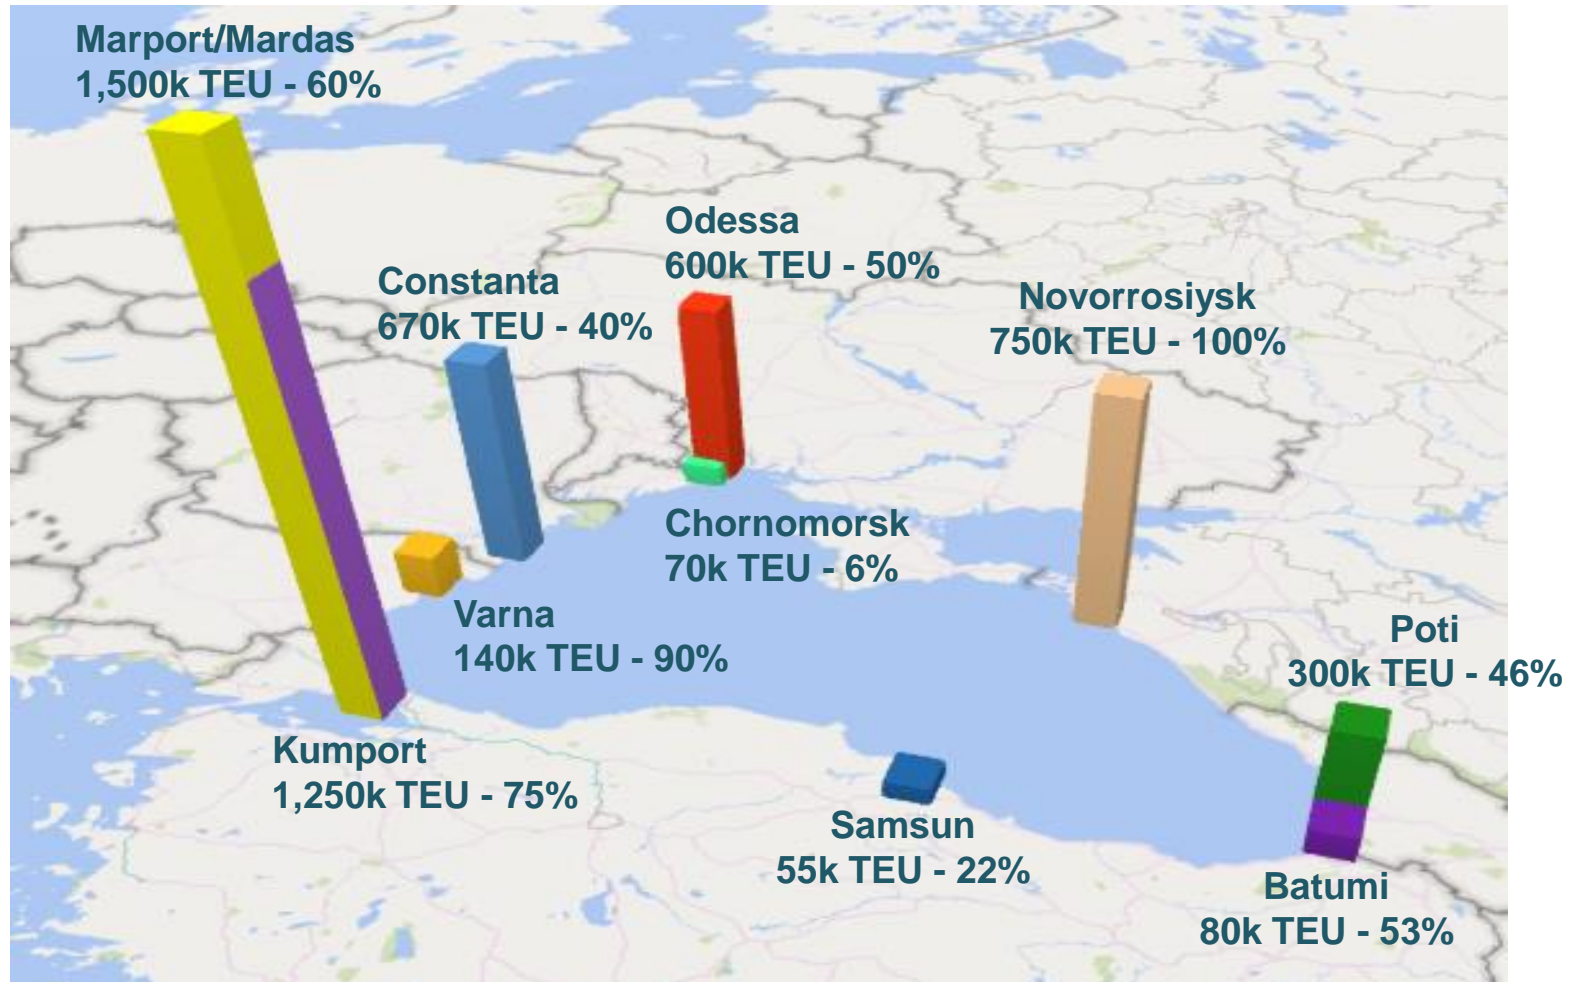 Marport/Mardas
1,500k TEU - 60%
Odessa
600k TEU - 50%
Constanta
670k TEU - 40%
Novorrosiysk
750k TEU - 100%
Chornomorsk
70k TEU - 6%
Varna
140k TEU - 90%
Poti
300k TEU - 46%
Kumport
1,250k TEU - 75%
Samsun
55k TEU - 22%
Batumi
80k TEU - 53%